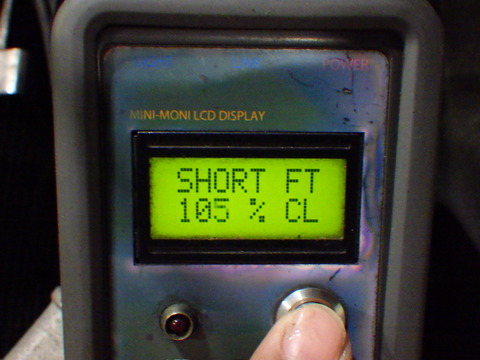 POWER
MINI-MONI LCD DISPLAY
SHORT FT
105 % CL